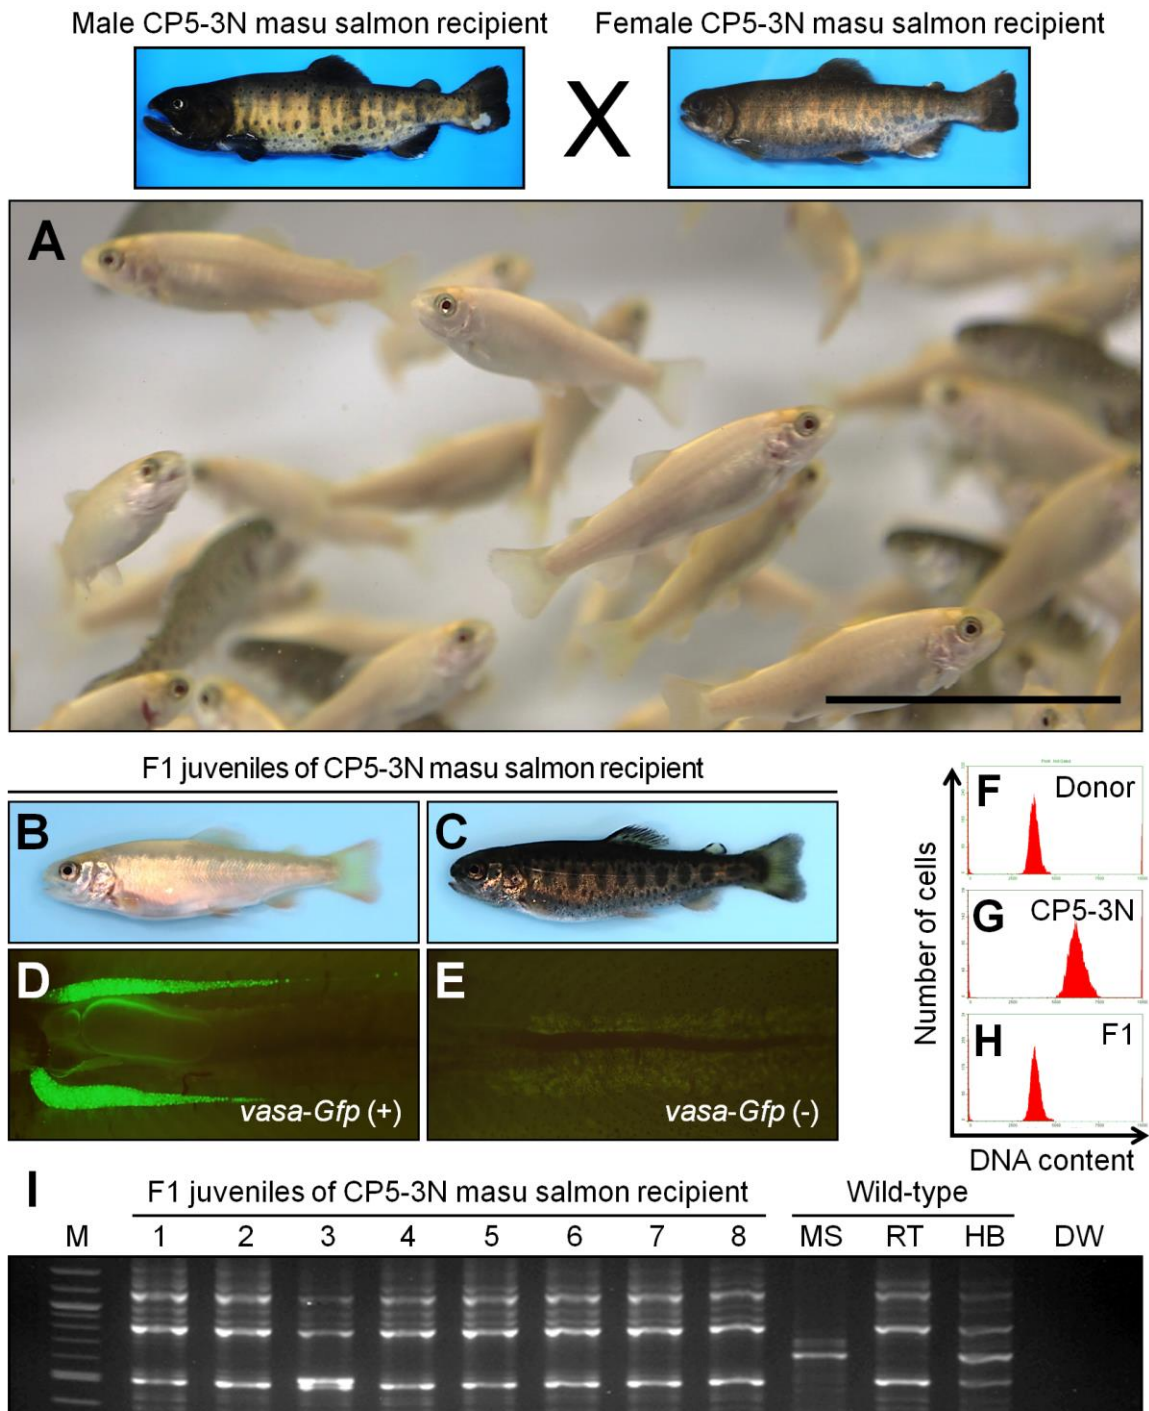 Male CP5-3N masu salmon recipient
Female CP5-3N masu salmon recipient
X
A
F1 juveniles of CP5-3N masu salmon recipient
B
C
D
vasa-Gfp (+)
E
vasa-Gfp (-)
Number of cells
F
Donor
G
CP5-3N
H
F1
DNA content
I
F1 juveniles of CP5-3N masu salmon recipient
Wild-type
M 1 2 3 4 5 6 7 8 MS RT HB DW